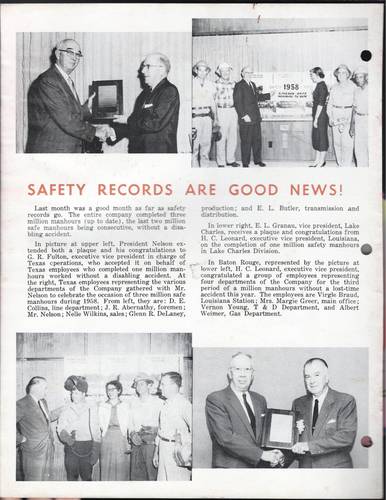 1958
SAFETY RECORDS ARE GOOD NEWS!
Last month was a good month as far as safety
records go. The entire company completed three
million manhours (up to date), the last two million
safe manhours being consecutive, without a disa-
bling accident.
In picture at upper left, President Nelson ex-
tended both a plaque and his congratulations to
G. R. Fulton, executive vice president in charge of
Texas operations, who accepted it on behalf of
Texas employees who completed one million man-
hours worked without a disabling accident. At
the right, Texas employees representing the various
departments of the Company gathered with Mr.
Nelson to celebrate the occasion of three million safe
manhours during 1958. From left, they are: D. E.
Collins, line department; J. R. Abernathy, foremen;
Mr. Nelson; Nelle Wilkins, sales; Glenn R. DeLaney,
production; and E. L. Butler, transmission and
distribution.
In lower right, E. L. Granau, vice president, Lake
Charles, receives a plaque and congratulations from
H. C. Leonard, executive vice president, Louisiana,
on the completion of one million safety manhours
in Lake Charles Division.
In Baton Rouge, represented by the picture at
lower left, H. C. Leonard, executive vice president,
congratulated a group of employees representing
four departments of the Company for the third
period of a million manhours without a lost-time
accident this year. The employees are Virgle Braud,
Louisiana Station; Mrs. Margie Greer, main office;
Vernon Young, T & D Department, and Albert
Weimer, Gas Department.